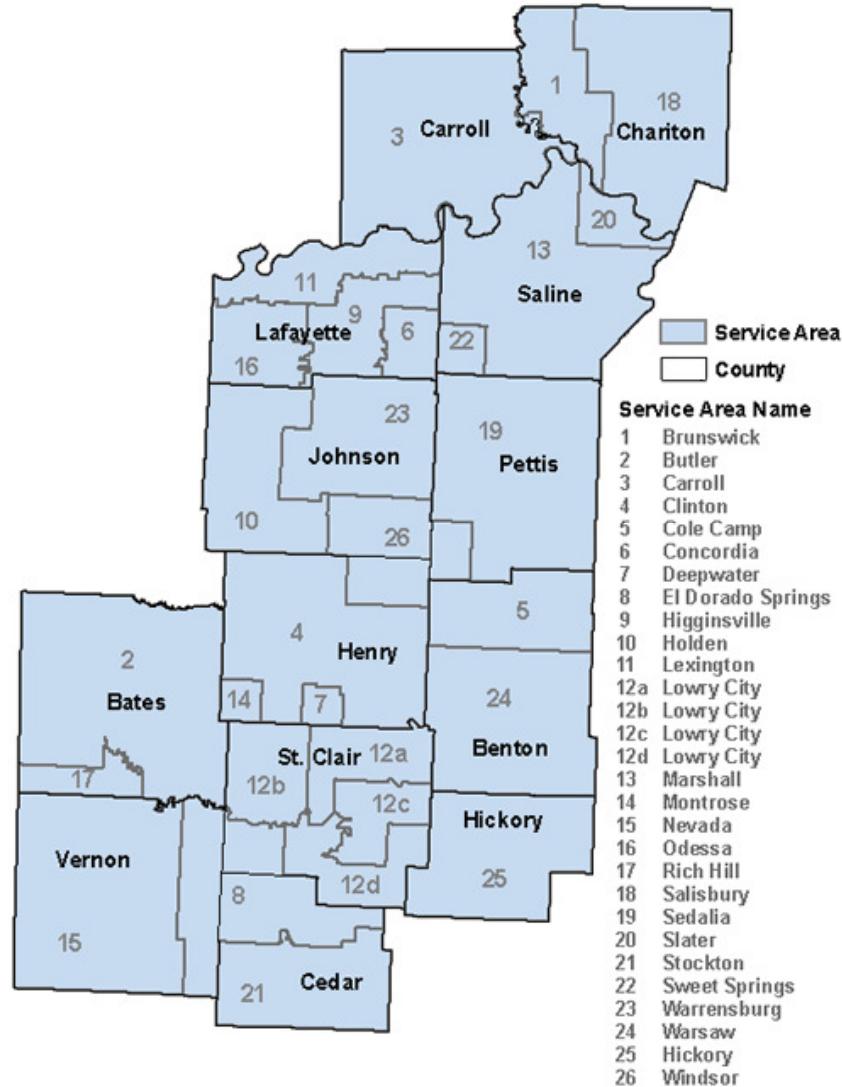 1
18
3
Carroll
Chariton
20
13
11
Saline
9
Lafayette
6
22
16
Service Area
County
23
19
Johnson
Pettis
10
26
5
4
Henry
2
Bates
14
7
24
17
St. Clair
12a
Benton
12b
12c
Hickory
Vernon
8
12d
25
15
21
Cedar
Service Area Name
1 Brunswick
2 Butler
3 Carroll
4 Clinton
5 Cole Camp
6 Concordia
7 Deepwater
8 El Dorado Springs
9 Higginsville
10 Holden
11 Lexington
12a Lowry City
12b Lowry City
12c Lowry City
12d Lowry City
13 Marshall
14 Montrose
15 Nevada
16 Odessa
17 Rich Hill
18 Salisbury
19 Sedalia
20 Slater
21 Stockton
22 Sweet Springs
23 Warrensburg
24 Warsaw
25 Hickory
26 Windsor